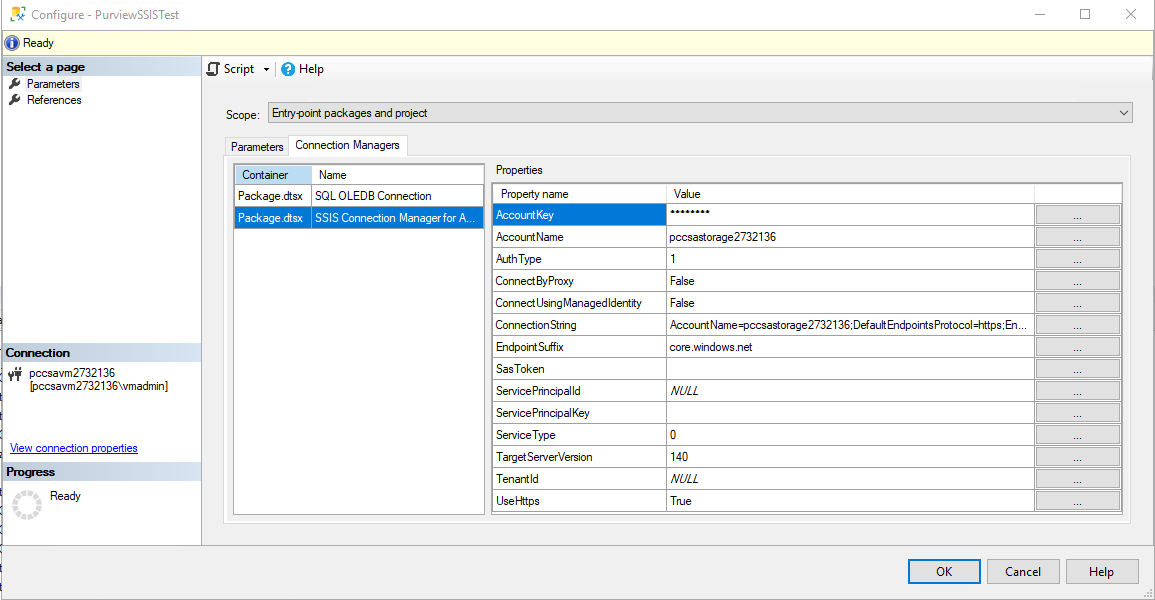 Configure - PurviewSSISTest
Ready
Select a page
Parameters
References
Script
Help
Scope:
Entry-point packages and project
Parameters
Connection Managers
Container Name
Package.dtsx SQL OLEDB Connection
Package.dtsx SSIS Connection Manager for A...
Properties
Property name Value
AccountKey ******** ...
AccountName pccsastorage2732136 ...
AuthType 1 ...
ConnectByProxy False ...
ConnectUsingManagedIdentity False ...
ConnectionString AccountName=pccsastorage2732136;DefaultEndpointsProtocol=https;En... ...
EndpointSuffix core.windows.net ...
SasToken ...
ServicePrincipalId NULL ...
ServicePrincipalKey ...
ServiceType 0 ...
TargetServerVersion 140 ...
TenantId NULL ...
UseHttps True ...
Connection
pccsavm2732136
[pccsavm2732136\vmadmin]
View connection properties
Progress
Ready
OK
Cancel
Help